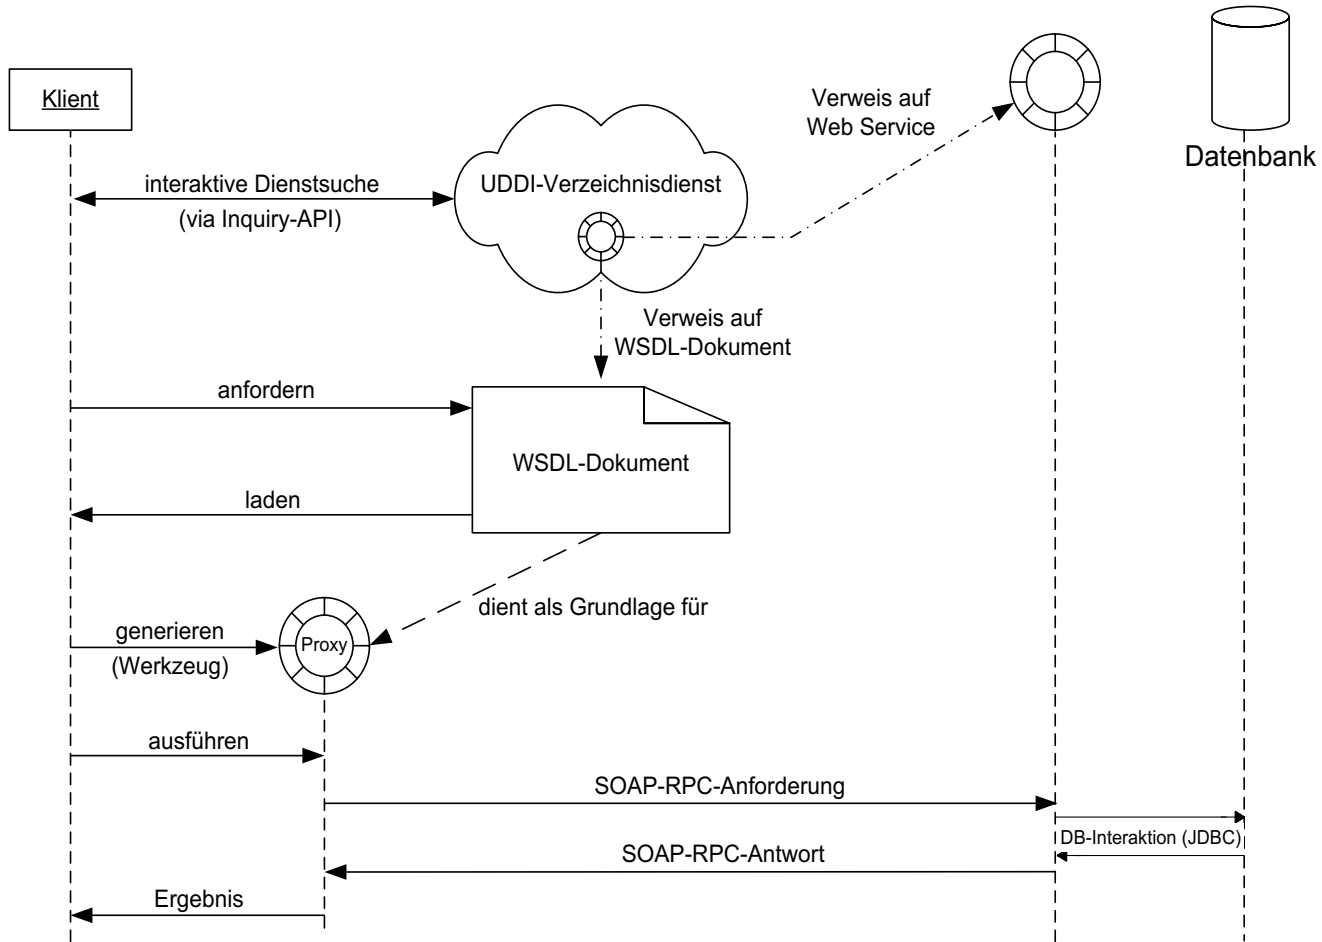 Klient
Verweis auf
Web Service
Datenbank
interaktive Dienstsuche
(via Inquiry-API)
UDDI-Verzeichnisdienst
Verweis auf
WSDL-Dokument
anfordern
WSDL-Dokument
laden
dient als Grundlage für
generieren
(Werkzeug)
Proxy
ausführen
SOAP-RPC-Anforderung
DB-Interaktion (JDBC)
SOAP-RPC-Antwort
Ergebnis